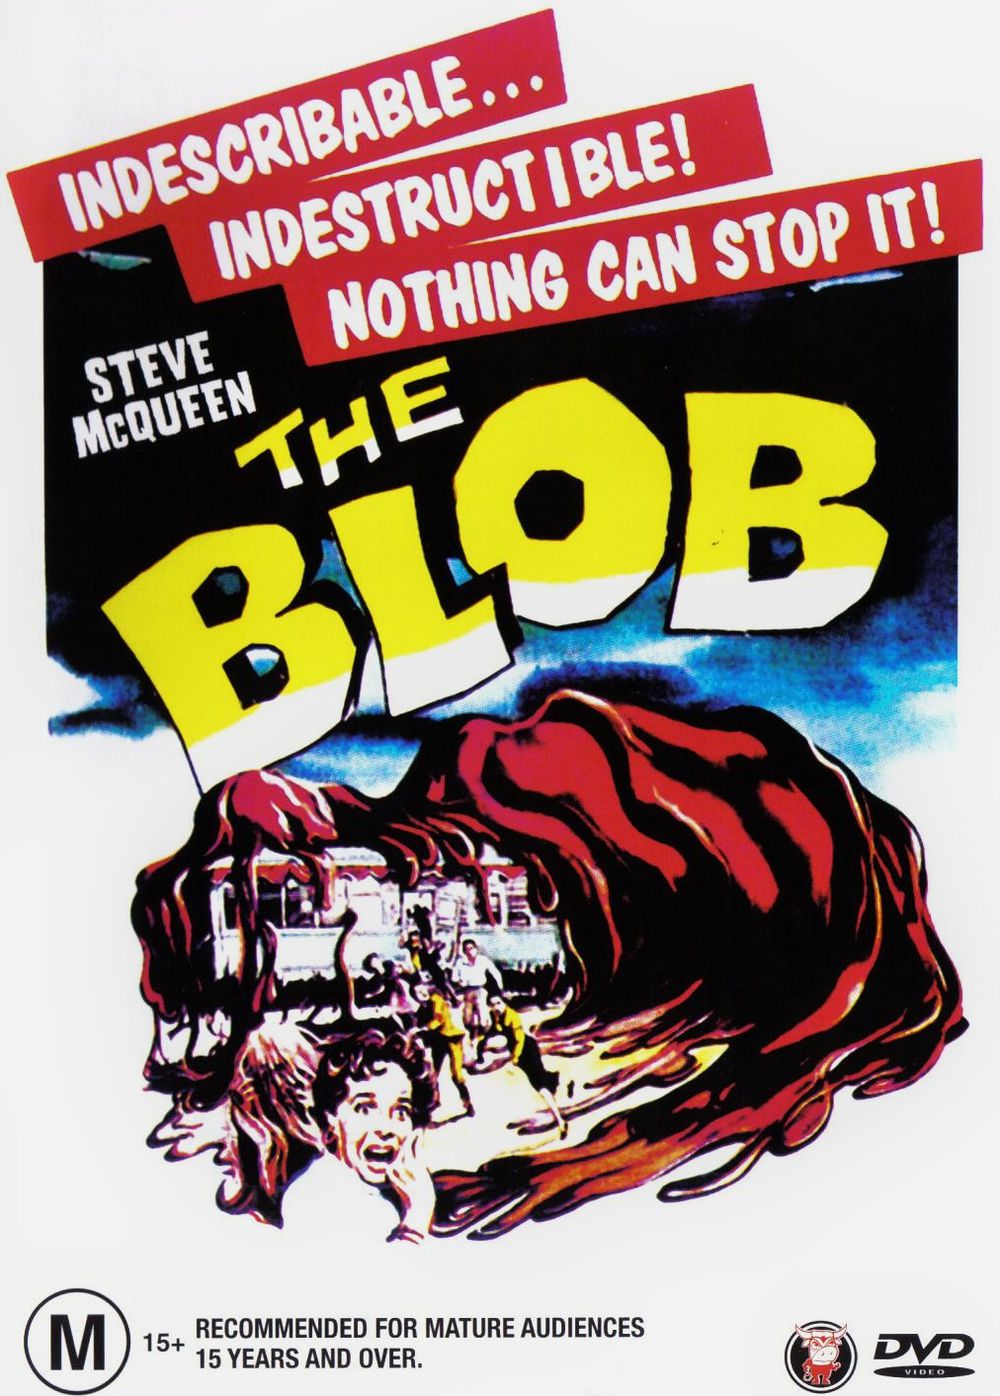 INDESCRIBABLE...
INDESTRUCTIBLE!
NOTHING CAN STOP IT!
STEVE
McQUEEN
THE
BLOB
M
15+
RECOMMENDED FOR MATURE AUDIENCES
15 YEARS AND OVER.
DVD
VIDEO